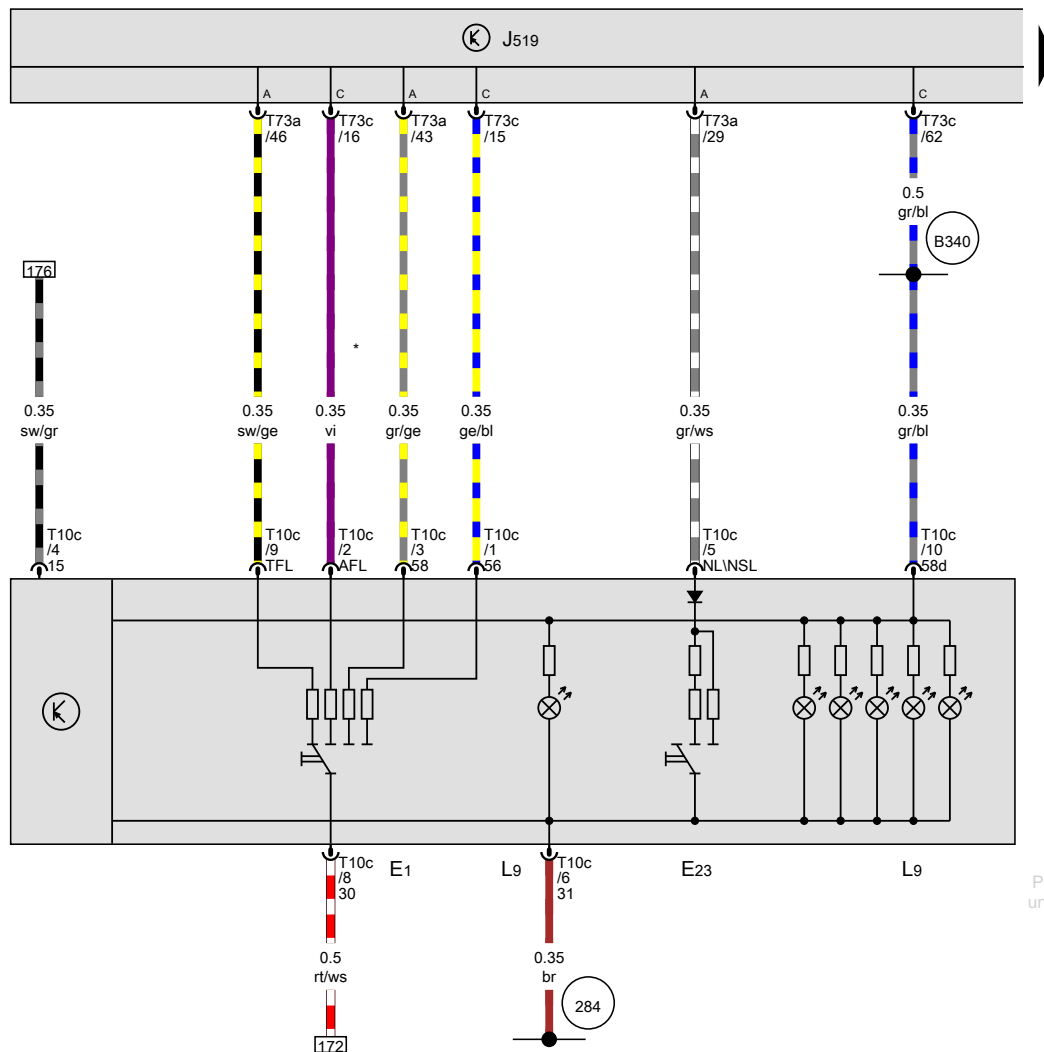 J519
A
C
A
C
A
C
T73a
/46
T73c
/16
T73a
/43
T73c
/15
T73a
/29
T73c
/62
0.5
gr/bl
B340
176
*
0.35
sw/gr
0.35
sw/ge
0.35
vi
0.35
gr/ge
0.35
ge/bl
0.35
gr/ws
0.35
gr/bl
T10c
/4
15
T10c
/9
TFL
T10c
/2
AFL
T10c
/3
58
T10c
/1
56
T10c
/5
NL\NSL
T10c
/10
58d
T10c
/8
30
E1
L9
T10c
/6
31
E23
L9
P
ur
0.5
rt/ws
0.35
br
284
172